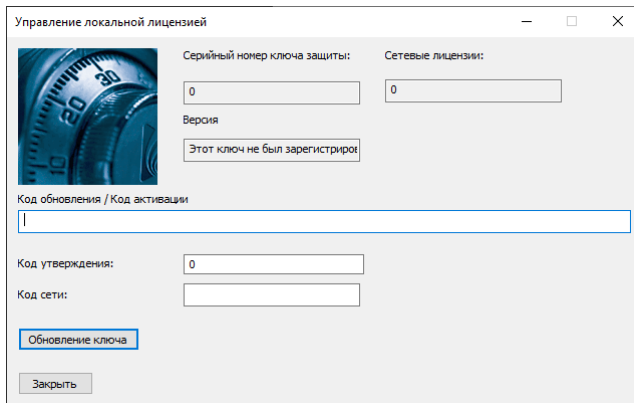 Управление локальной лицензией
Серийный номер ключа защиты:
Сетевые лицензии:
0
0
Версия
Этот ключ не был зарегистриров
Код обновления / Код активации
Код утверждения:
0
Код сети:
Обновление ключа
Закрыть